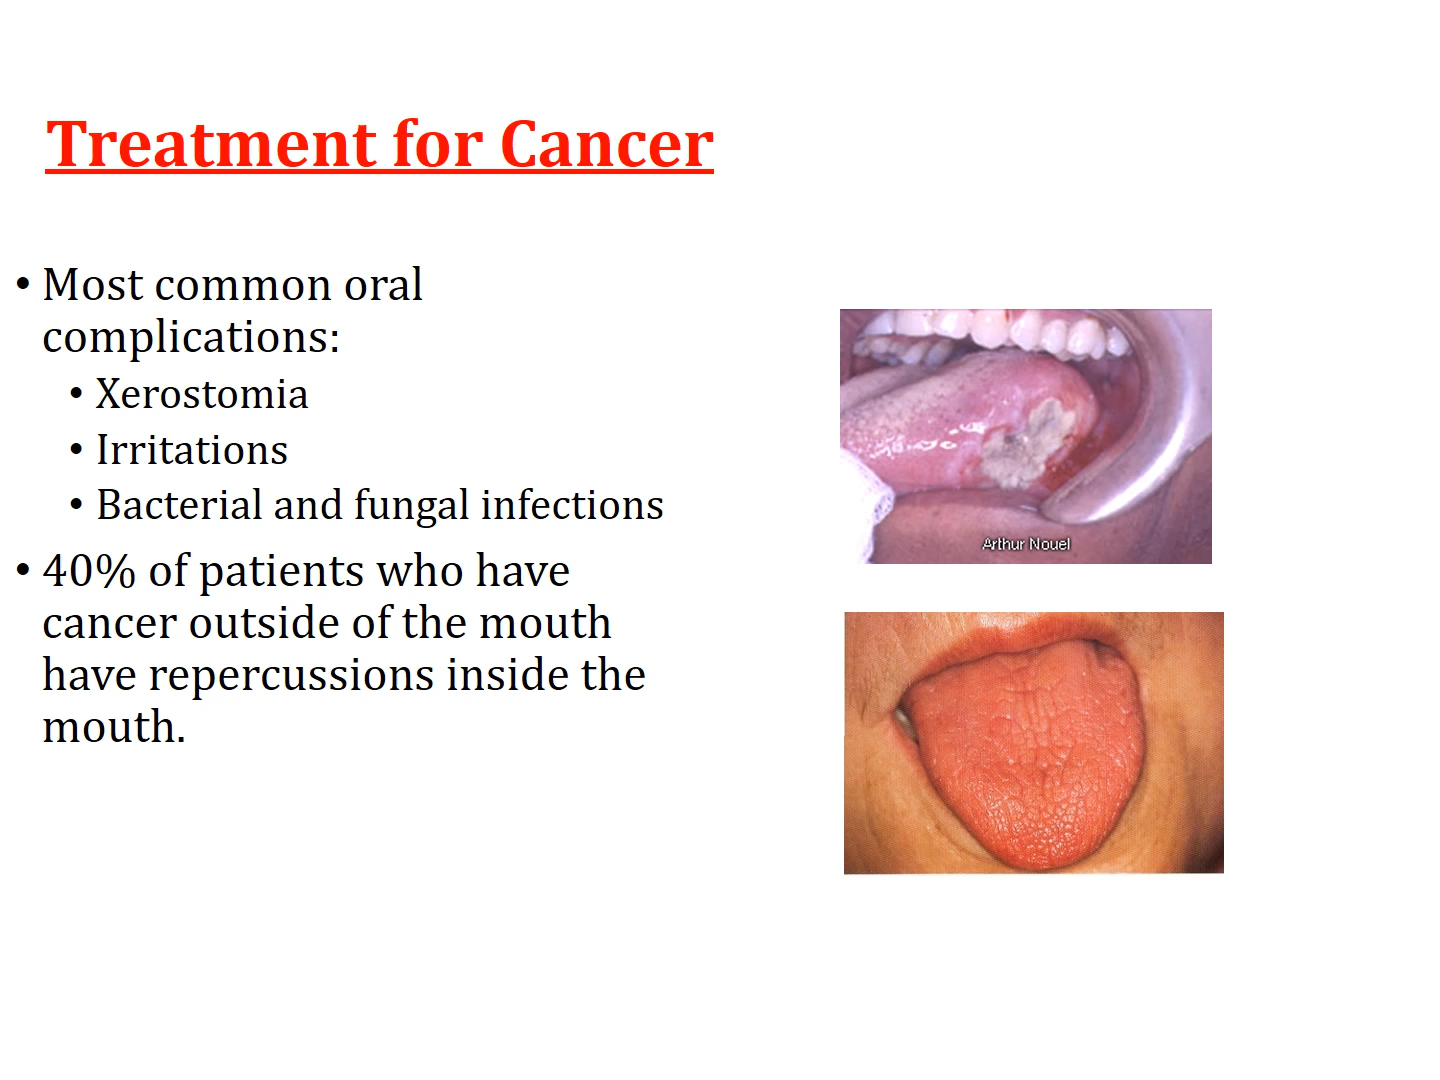 Treatment for Cancer
• Most common oral
complications:
• Xerostomia
• Irritations
• Bacterial and fungal infections
• 40% of patients who have
cancer outside of the mouth
have repercussions inside the
mouth.
Arthur Nouel